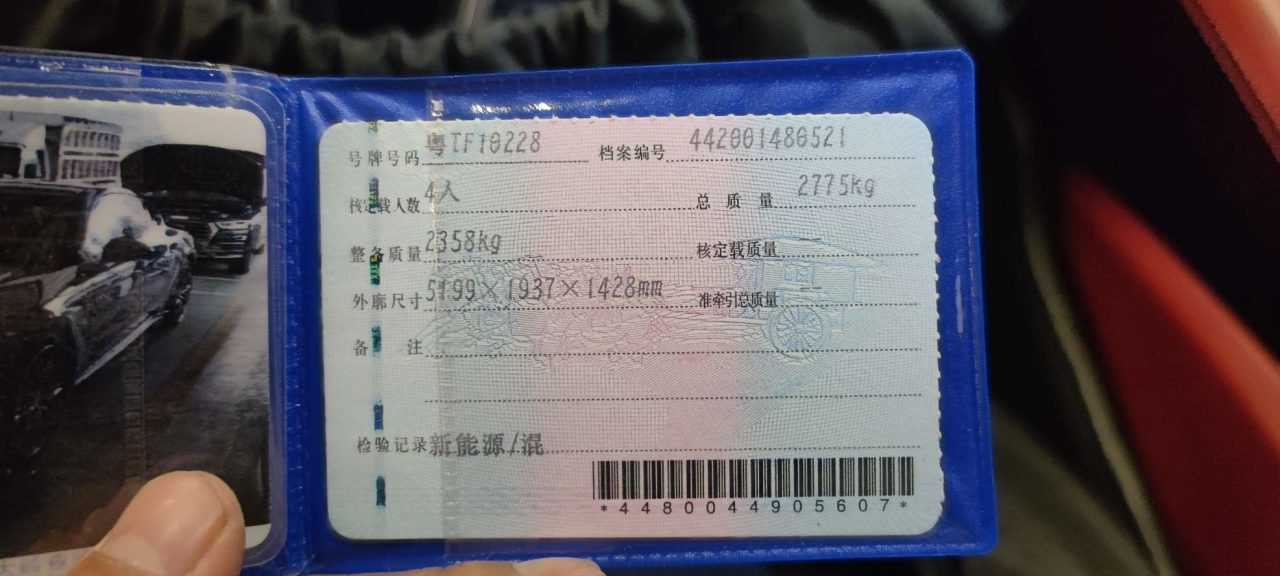 号牌号码 粤TF10228 档案编号 442001480521
核定载人数 4人 总质量 2775kg
整备质量 2358kg 核定载质量 --
外廓尺寸 5199×1937×1428mm 准牵引总质量 --
备注
检验记录 新能源/混
*4480044905607*